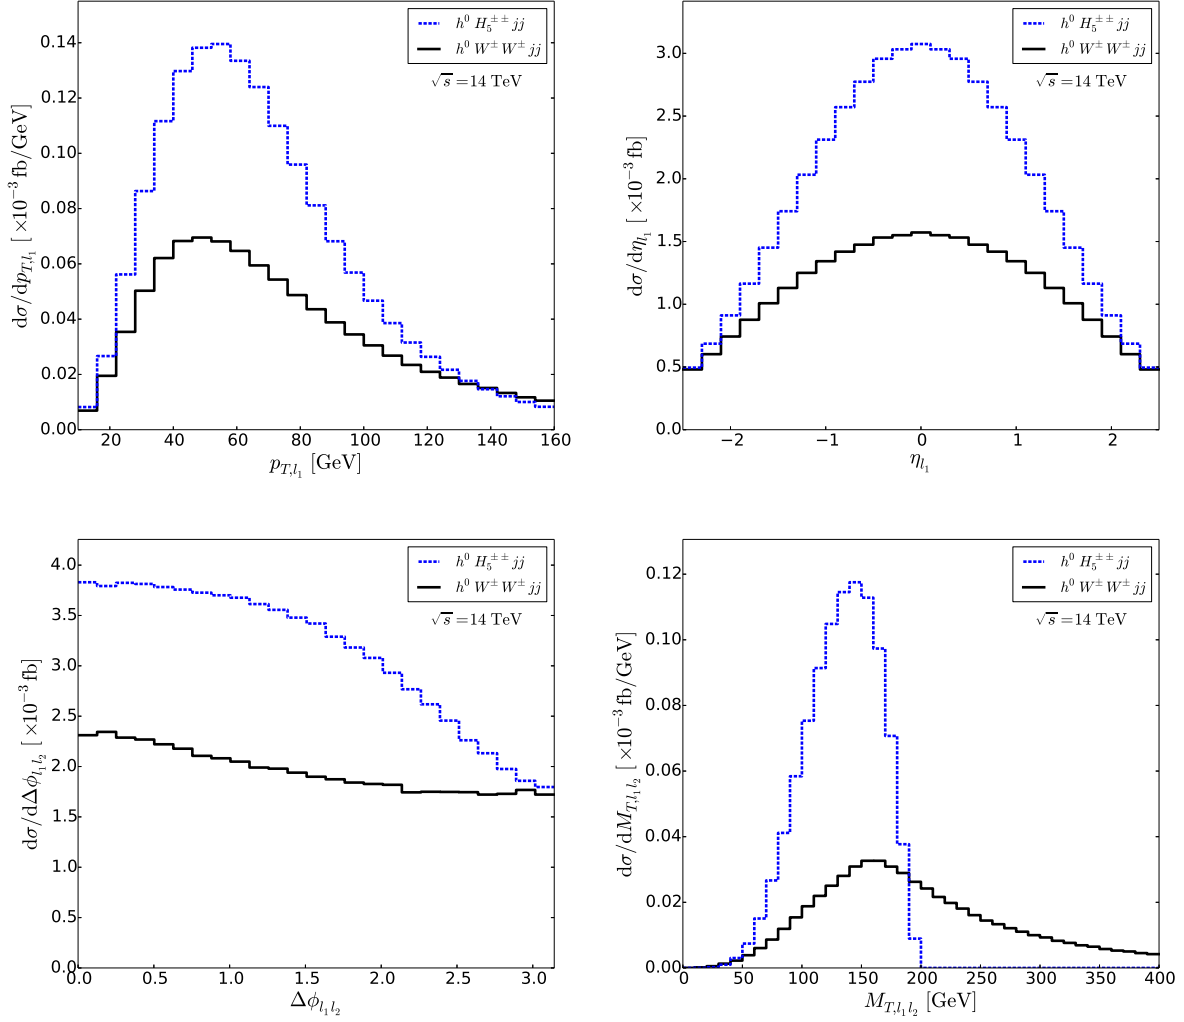 h⁰ H₅^±± jj
h⁰ W^± W^± jj
√s = 14 TeV
0.14
0.12
0.10
0.08
0.06
0.04
0.02
0.00
dσ/dp_{T,l₁} [ ×10⁻³ fb/GeV]
20 40 60 80 100 120 140 160
p_{T,l₁} [GeV]
h⁰ H₅^±± jj
h⁰ W^± W^± jj
√s = 14 TeV
3.0
2.5
2.0
1.5
1.0
0.5
0.0
dσ/dη_{l₁} [ ×10⁻³ fb]
−2 −1 0 1 2
η_{l₁}
h⁰ H₅^±± jj
h⁰ W^± W^± jj
√s = 14 TeV
4.0
3.5
3.0
2.5
2.0
1.5
1.0
0.5
0.0
dσ/dΔϕ_{l₁l₂} [ ×10⁻³ fb]
0.0 0.5 1.0 1.5 2.0 2.5 3.0
Δϕ_{l₁l₂}
h⁰ H₅^±± jj
h⁰ W^± W^± jj
√s = 14 TeV
0.12
0.10
0.08
0.06
0.04
0.02
0.00
dσ/dM_{T,l₁l₂} [ ×10⁻³ fb/GeV]
0 50 100 150 200 250 300 350 400
M_{T,l₁l₂} [GeV]